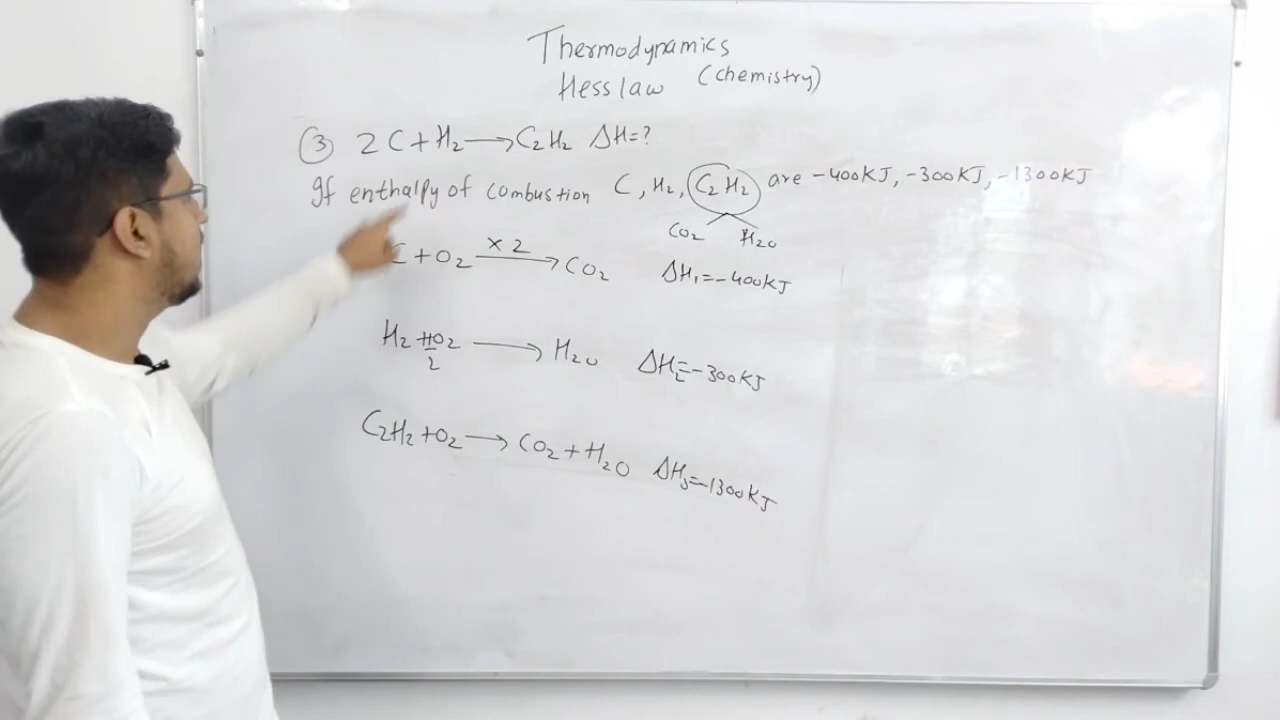 Thermodynamics
Hess law (chemistry)
③ 2C+H₂→C₂H₂ ΔH=?
If enthalpy of combustion C, H₂, C₂H₂ are -400KJ, -300KJ, -1300KJ
CO₂ H₂O
C+O₂ ×2→ CO₂ ΔH₁=-400KJ
H₂+O₂/2 → H₂O ΔH₂=-300KJ
C₂H₂+O₂→CO₂+H₂O ΔH₃=-1300KJ